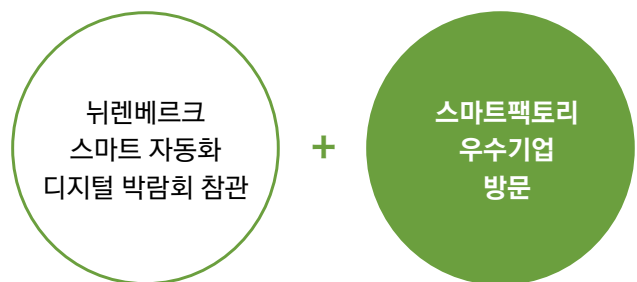 뉘렌베르크
스마트 자동화
디지털 박람회 참관
+
스마트팩토리
우수기업
방문